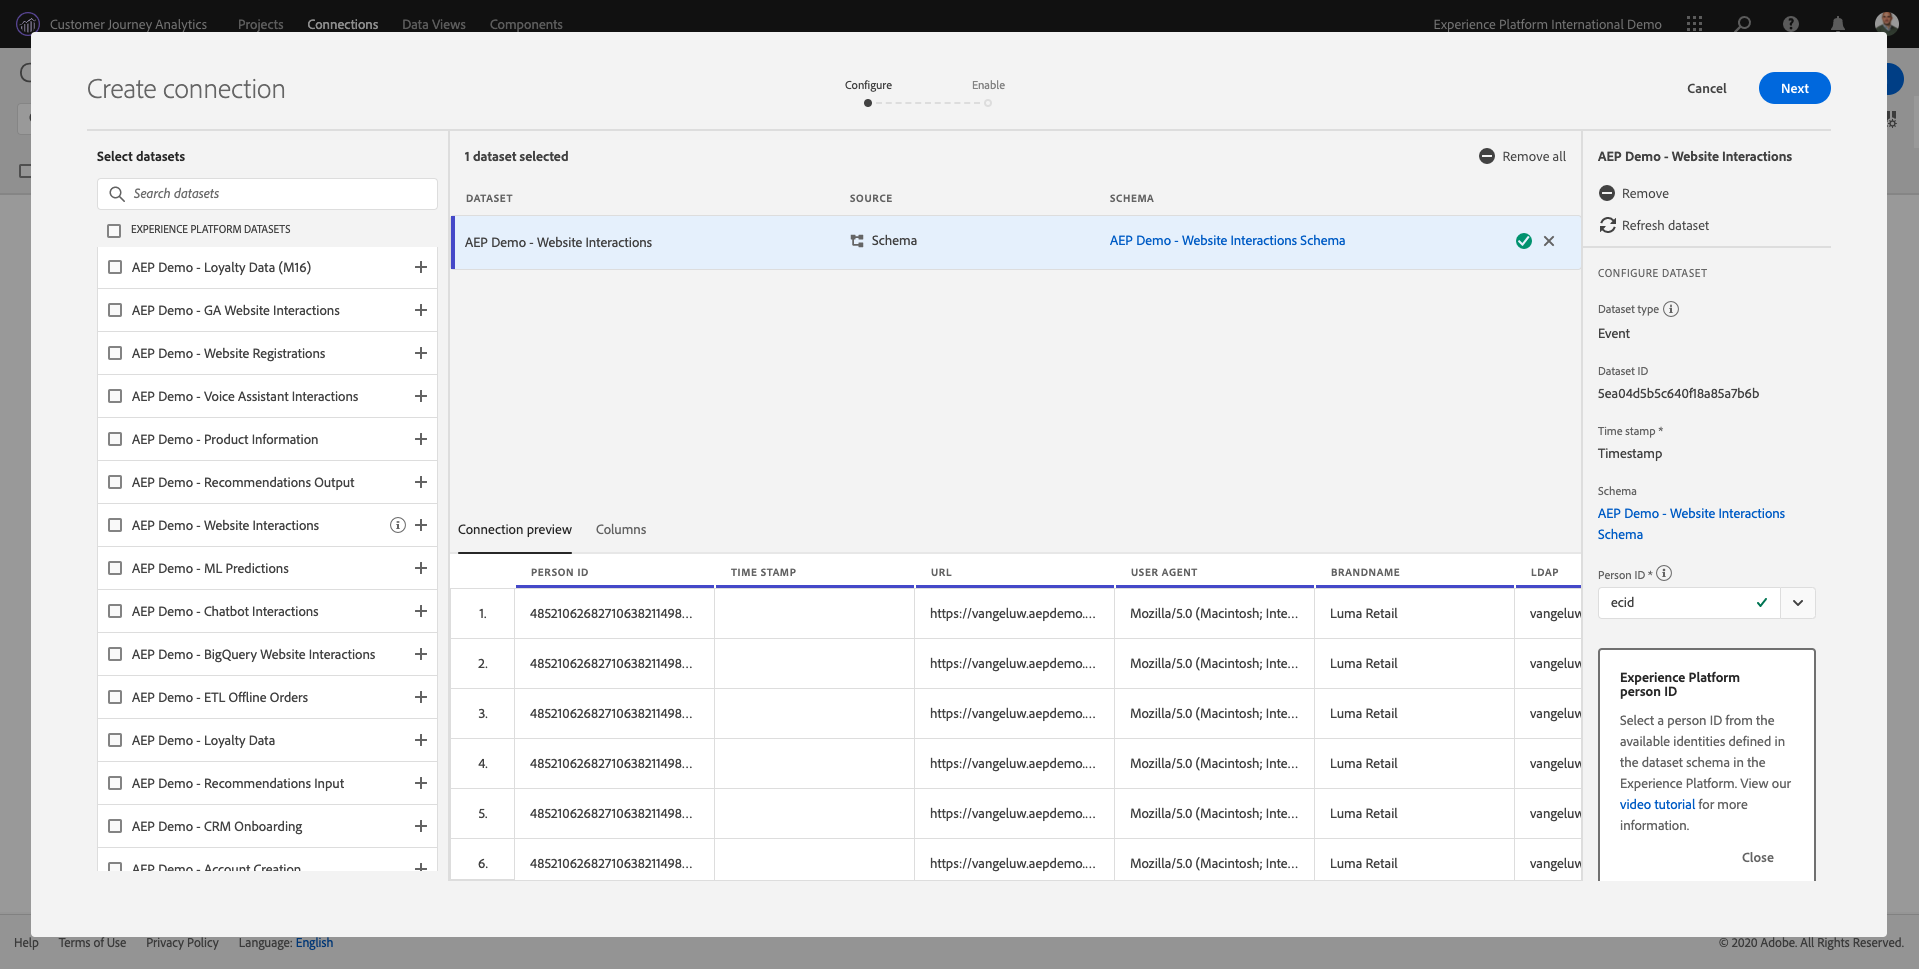 Customer Journey Analytics Projects Connections Data Views Components Experience Platform International Demo
Create connection
Configure Enable
Cancel Next
Select datasets
Search datasets
EXPERIENCE PLATFORM DATASETS
AEP Demo - Loyalty Data (M16)
AEP Demo - GA Website Interactions
AEP Demo - Website Registrations
AEP Demo - Voice Assistant Interactions
AEP Demo - Product Information
AEP Demo - Recommendations Output
AEP Demo - Website Interactions
AEP Demo - ML Predictions
AEP Demo - Chatbot Interactions
AEP Demo - BigQuery Website Interactions
AEP Demo - ETL Offline Orders
AEP Demo - Loyalty Data
AEP Demo - Recommendations Input
AEP Demo - CRM Onboarding
AEP Demo - Account Creation
1 dataset selected Remove all
DATASET SOURCE SCHEMA
AEP Demo - Website Interactions Schema AEP Demo - Website Interactions Schema
Connection preview Columns
PERSON ID TIME STAMP URL USER AGENT BRANDNAME LDAP
1. 48521062682710638211498... https://vangeluw.aepdemo.... Mozilla/5.0 (Macintosh; Inte... Luma Retail vangeluw
2. 48521062682710638211498... https://vangeluw.aepdemo.... Mozilla/5.0 (Macintosh; Inte... Luma Retail vangeluw
3. 48521062682710638211498... https://vangeluw.aepdemo.... Mozilla/5.0 (Macintosh; Inte... Luma Retail vangeluw
4. 48521062682710638211498... https://vangeluw.aepdemo.... Mozilla/5.0 (Macintosh; Inte... Luma Retail vangeluw
5. 48521062682710638211498... https://vangeluw.aepdemo.... Mozilla/5.0 (Macintosh; Inte... Luma Retail vangeluw
6. 48521062682710638211498... https://vangeluw.aepdemo.... Mozilla/5.0 (Macintosh; Inte... Luma Retail vangeluw
AEP Demo - Website Interactions
Remove
Refresh dataset
CONFIGURE DATASET
Dataset type
Event
Dataset ID
5ea04d5b5c640f18a85a7b6b
Time stamp *
Timestamp
Schema
AEP Demo - Website Interactions
Schema
Person ID *
ecid
Experience Platform
person ID
Select a person ID from the
available identities defined in
the dataset schema in the
Experience Platform. View our
video tutorial for more
information.
Close
Help Terms of Use Privacy Policy Language: English © 2020 Adobe. All Rights Reserved.